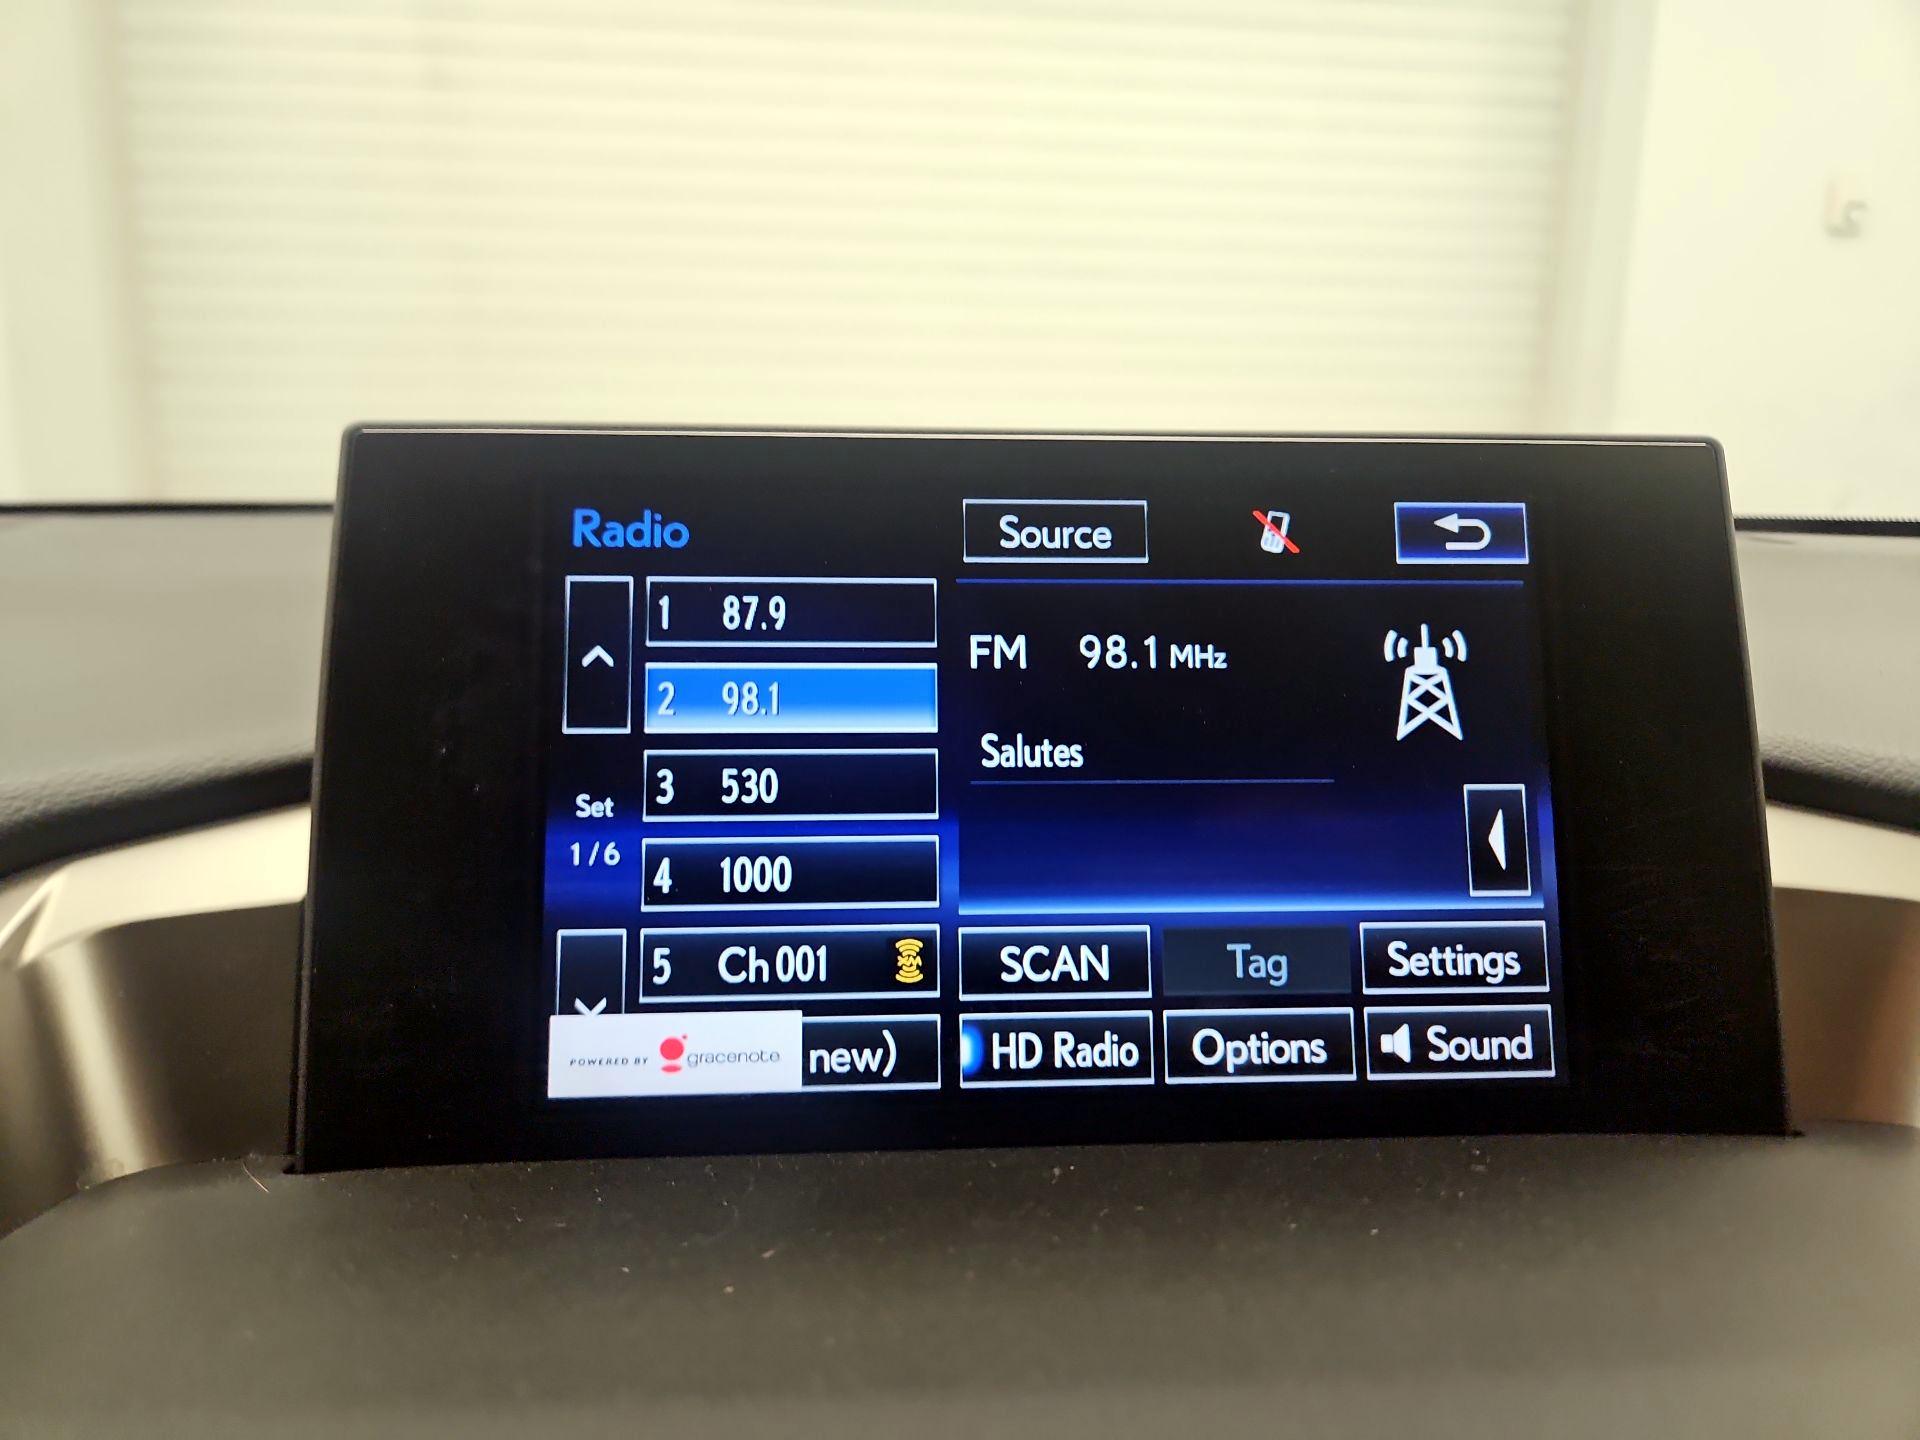 Radio
Source
1 87.9
2 98.1
3 530
4 1000
5 Ch 001
XM
new)
Set
1/6
POWERED BY gracenote
FM 98.1 MHz
Salutes
SCAN
Tag
Settings
HD Radio
Options
Sound